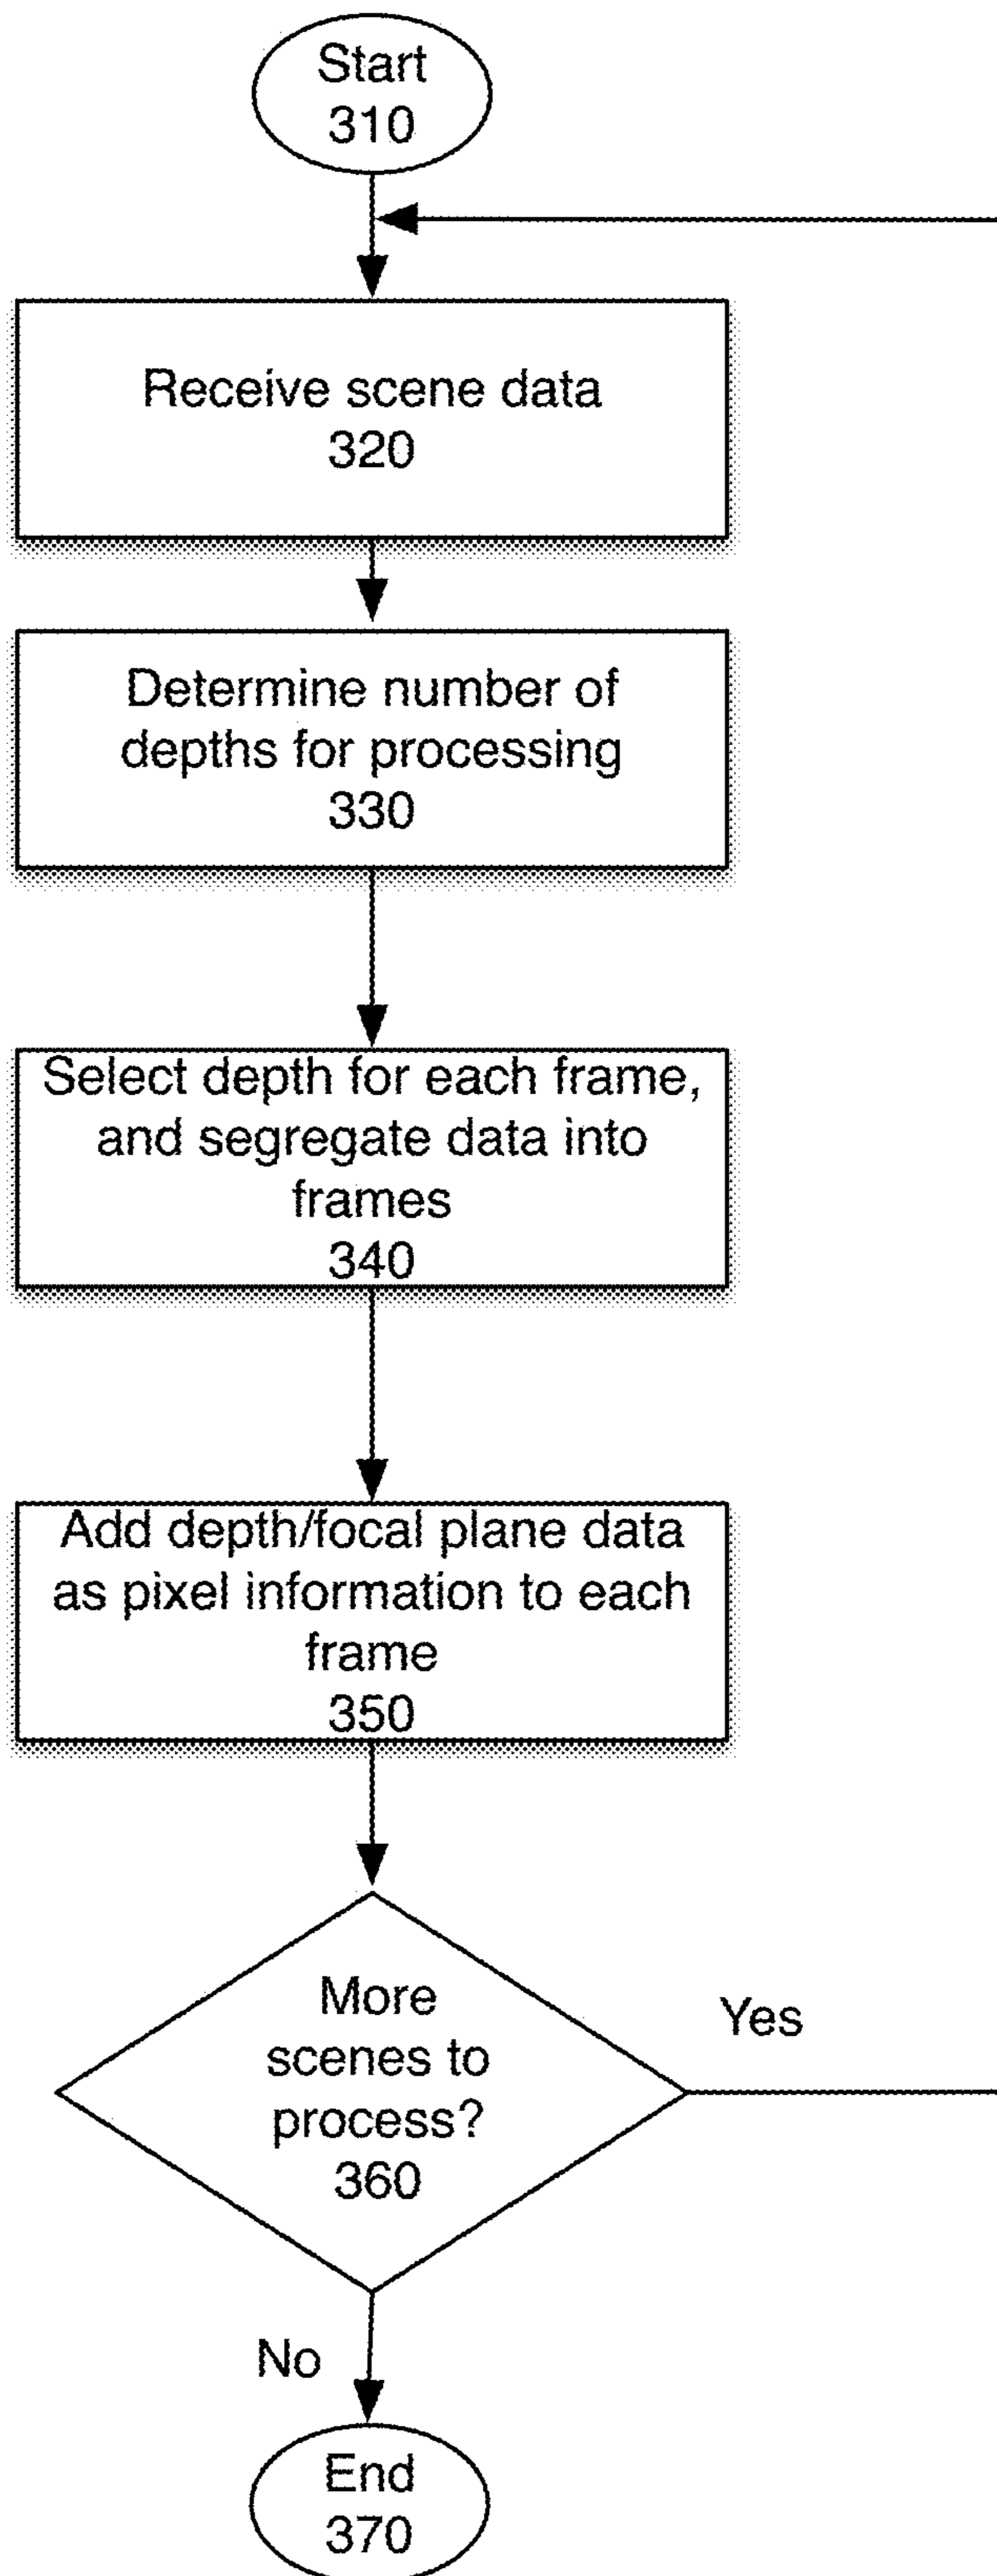 Start
310
Receive scene data
320
Determine number of
depths for processing
330
Select depth for each frame,
and segregate data into
frames
340
Add depth/focal plane data
as pixel information to each
frame
350
More
scenes to
process?
360
Yes
No
End
370